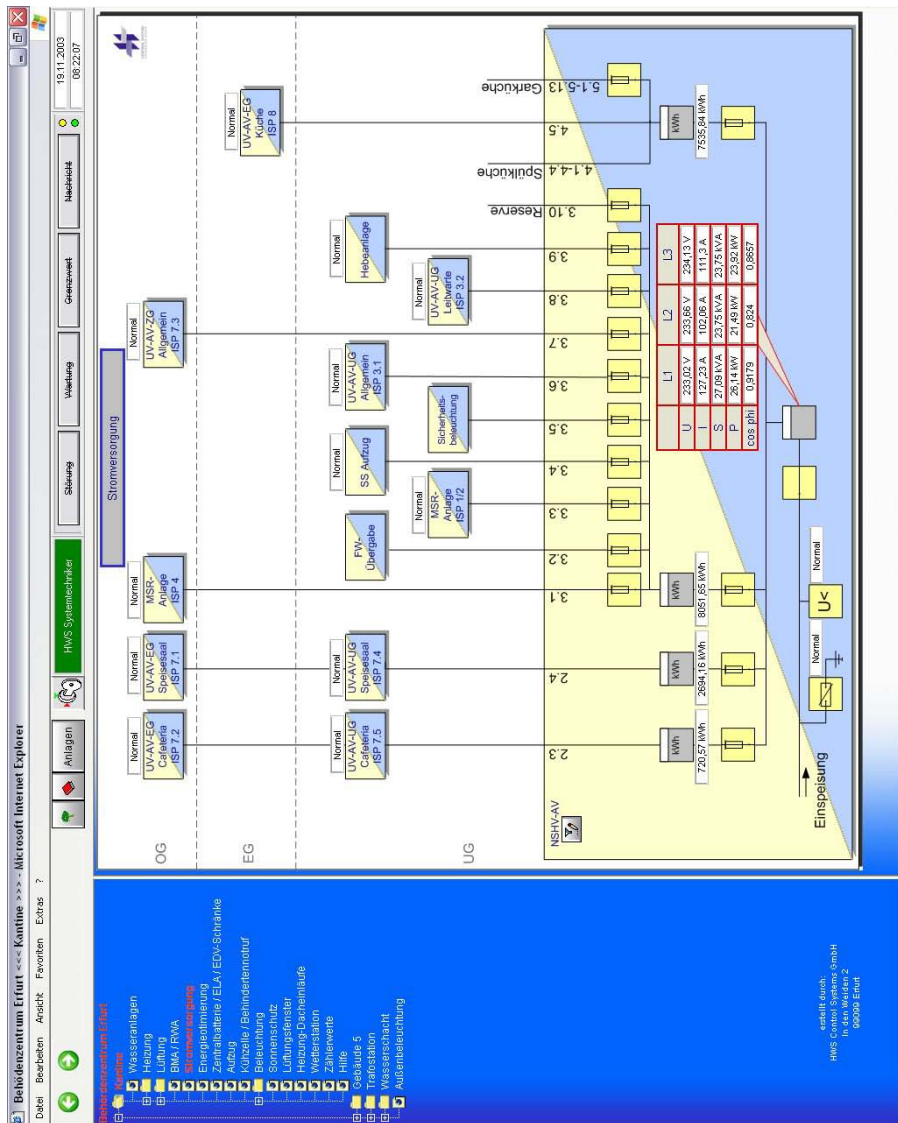 Behödenzentrum Erfurt <<< Kantine >>> - Microsoft Internet Explorer
Datei Bearbeiten Ansicht Favoriten Extras ?
Anlagen
HWS Systemtechniker
Störung
Wartung
Grenzwert
Nachricht
19.11.2003
08:22:07
Behördenzentrum Erfurt
Kantine
Wasseranlagen
Heizung
Lüftung
BMA / RWA
Stromversorgung
Energieotimierung
Zentralbatterie / ELA / EDV-Schränke
Aufzug
Kühlzelle / Behindertennotruf
Beleuchtung
Sonnenschutz
Lüftungsfenster
Heizung-Dacheinläufe
Wetterstation
Zählerwerte
Hilfe
Gebäude 5
Trafostation
Wasserschacht
Außenbeleuchtung
erstellt durch:
HWS Control Systems GmbH
In den Weiden 2
99099 Erfurt
Stromversorgung
OG
Normal
UV-AV-EG
Cafeteria
ISP 7.2
Normal
UV-AV-EG
Speisesaal
ISP 7.1
Normal
MSR-
Anlage
ISP 4
Normal
UV-AV-ZG
Allgemein
ISP 7.3
EG
Normal
UV-AV-EG
Küche
ISP 8
UG
Normal
UV-AV-UG
Cafeteria
ISP 7.5
Normal
UV-AV-UG
Speisesaal
ISP 7.4
FW-
Übergabe
Normal
SS Aufzug
Normal
UV-AV-UG
Allgemein
ISP 3.1
Normal
Hebeanlage
Normal
MSR-
Anlage
ISP 1/2
Sicherheits-
beleuchtung
Normal
UV-AV-UG
Leitwarte
ISP 3.2
Reserve
Spülküche
Garküche
NSHV-AV
2.3
2.4
3.1
3.2
3.3
3.4
3.5
3.6
3.7
3.8
3.9
3.10
4.1-4.4
4.5
5.1-5.13
kWh
720,57 kWh
kWh
2694,16 kWh
kWh
8051,65 kWh
kWh
7535,84 kWh
L1 L2 L3
U 233,02 V 233,66 V 234,13 V
I 127,23 A 102,06 A 111,3 A
S 27,09 kVA 23,75 kVA 23,75 kVA
P 26,14 kW 21,49 kW 23,92 kW
cos phi 0,9179 0,824 0,8657
Einspeisung
Normal
Normal
U<